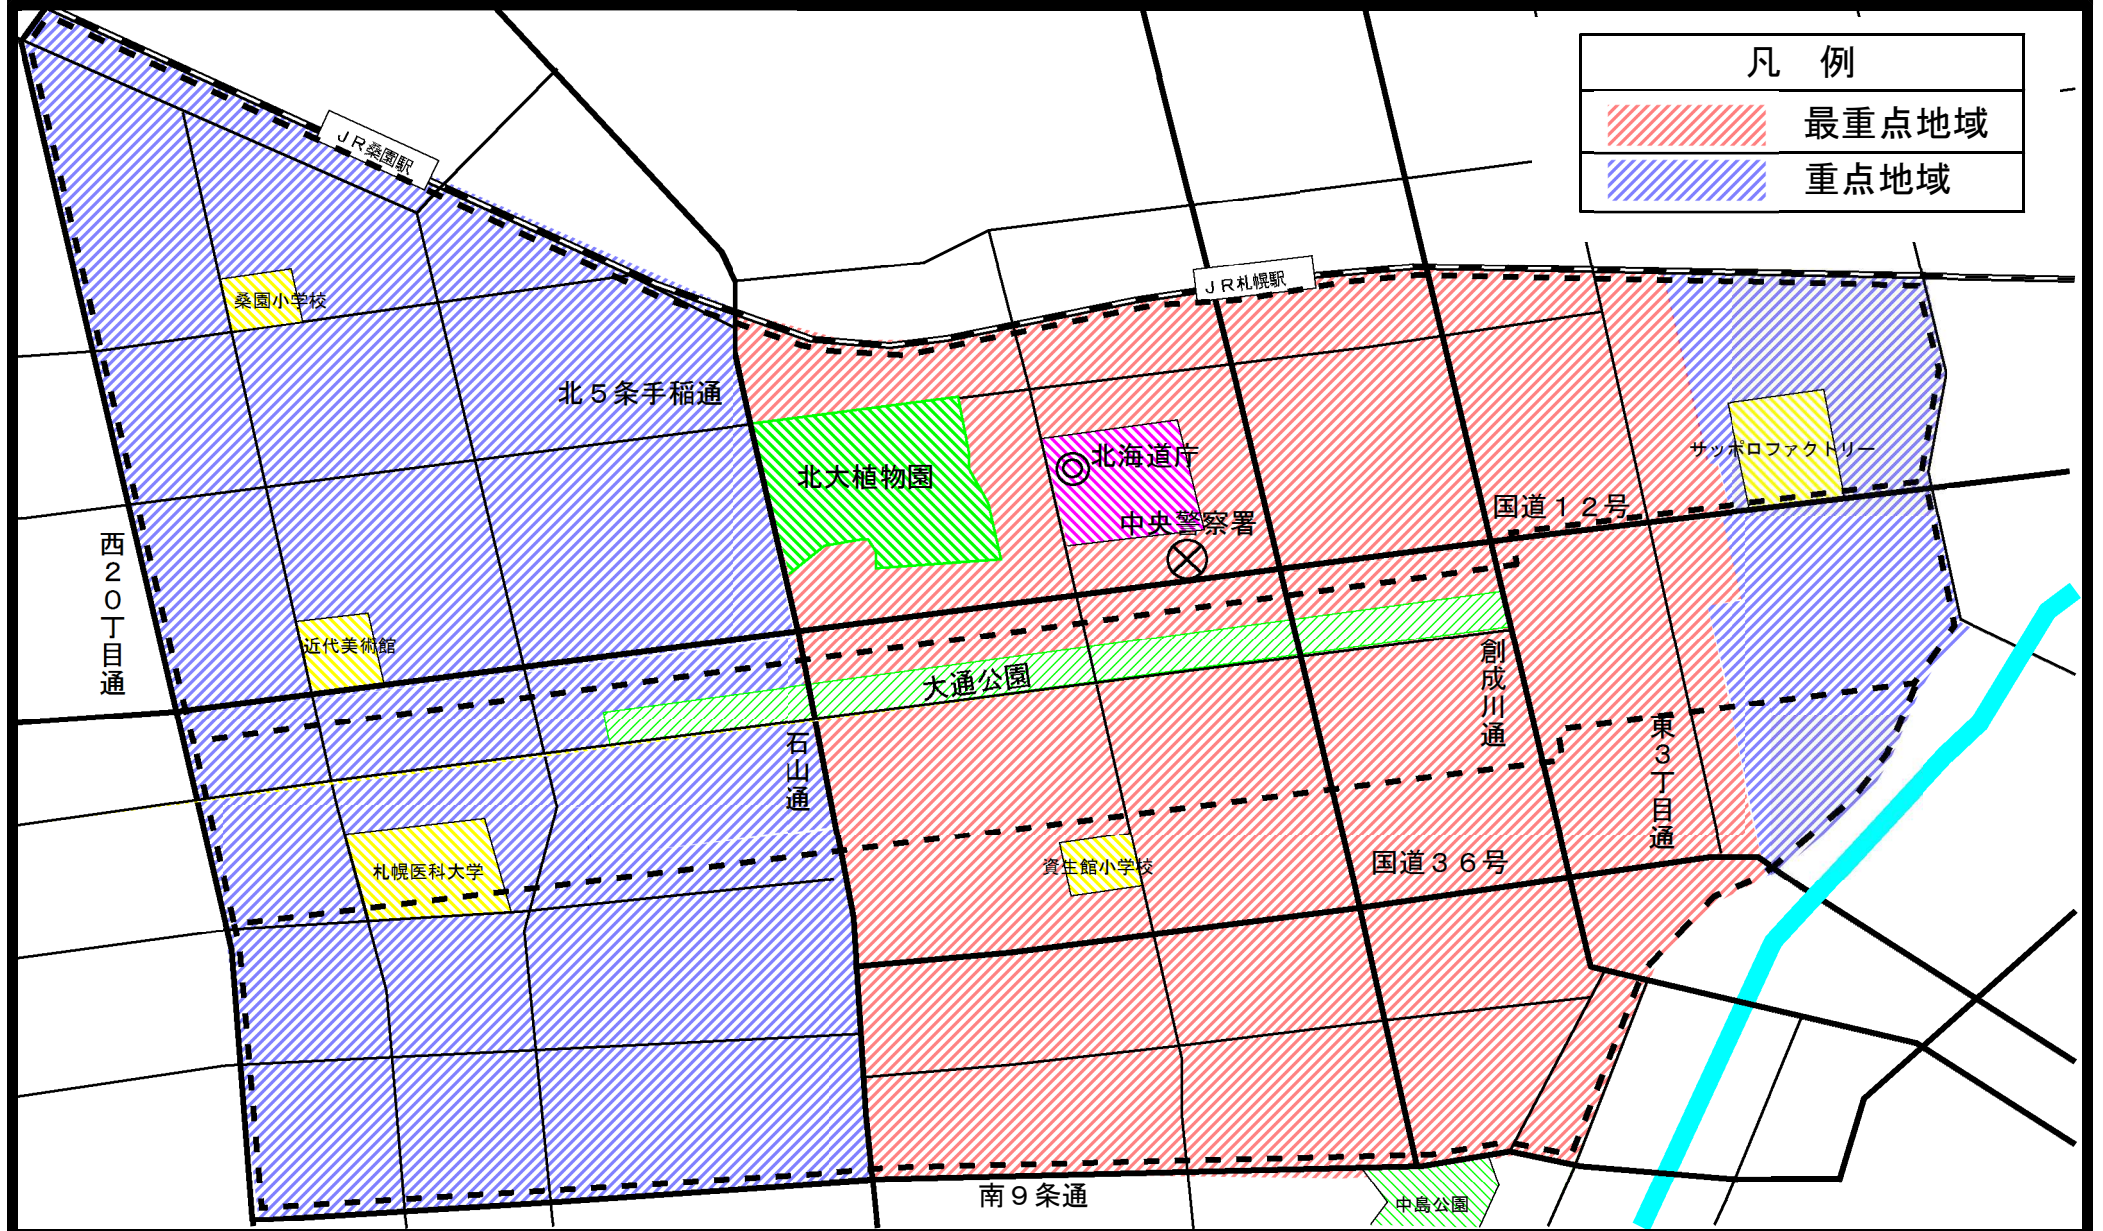 凡　例
最重点地域
重点地域
ＪＲ桑園駅
ＪＲ札幌駅
桑園小学校
北５条手稲通
北大植物園
北海道庁
中央警察署
国道１２号
サッポロファクトリー
西２０丁目通
近代美術館
大通公園
創成川通
石山通
東３丁目通
札幌医科大学
資生館小学校
国道３６号
南９条通
中島公園